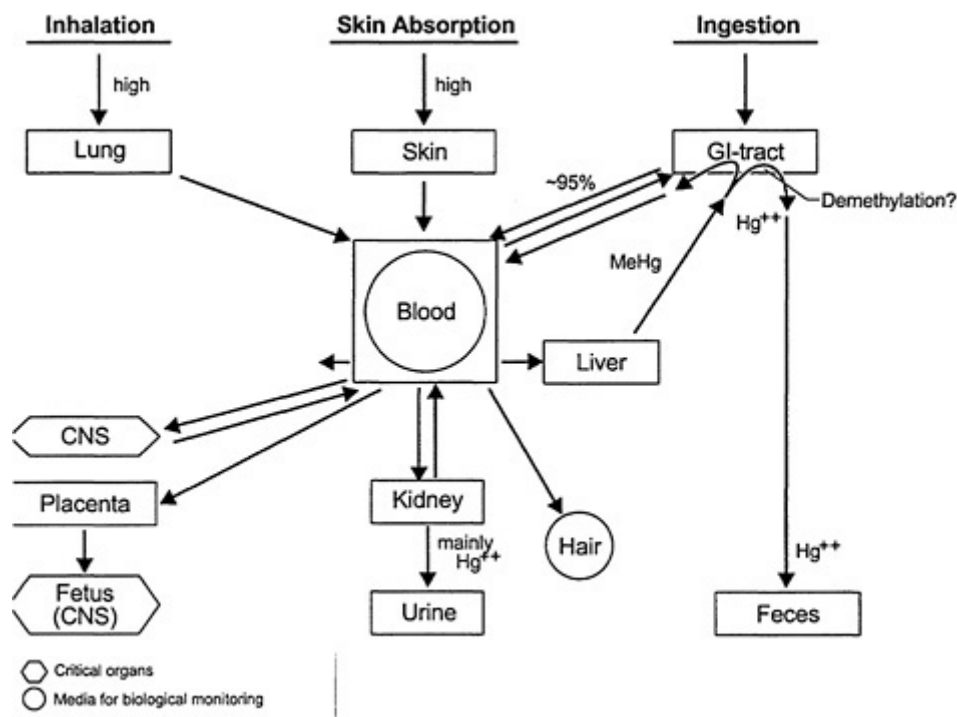 Inhalation
Skin Absorption
Ingestion
high
high
Lung
Skin
GI-tract
~95%
Demethylation?
Hg++
MeHg
Blood
Liver
CNS
Placenta
Kidney
Hair
mainly
Hg++
Hg++
Fetus
(CNS)
Urine
Feces
Critical organs
Media for biological monitoring